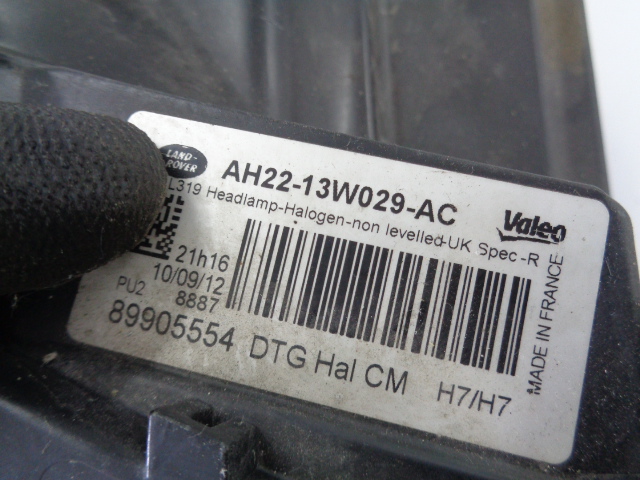 LAND-
ROVER
AH22-13W029-AC
L319 Headlamp-Halogen-non levelled-UK Spec-R
Valeo
21h16
10/09/12
PU2 8887
89905554 DTG Hal CM H7/H7
MADE IN FRANCE